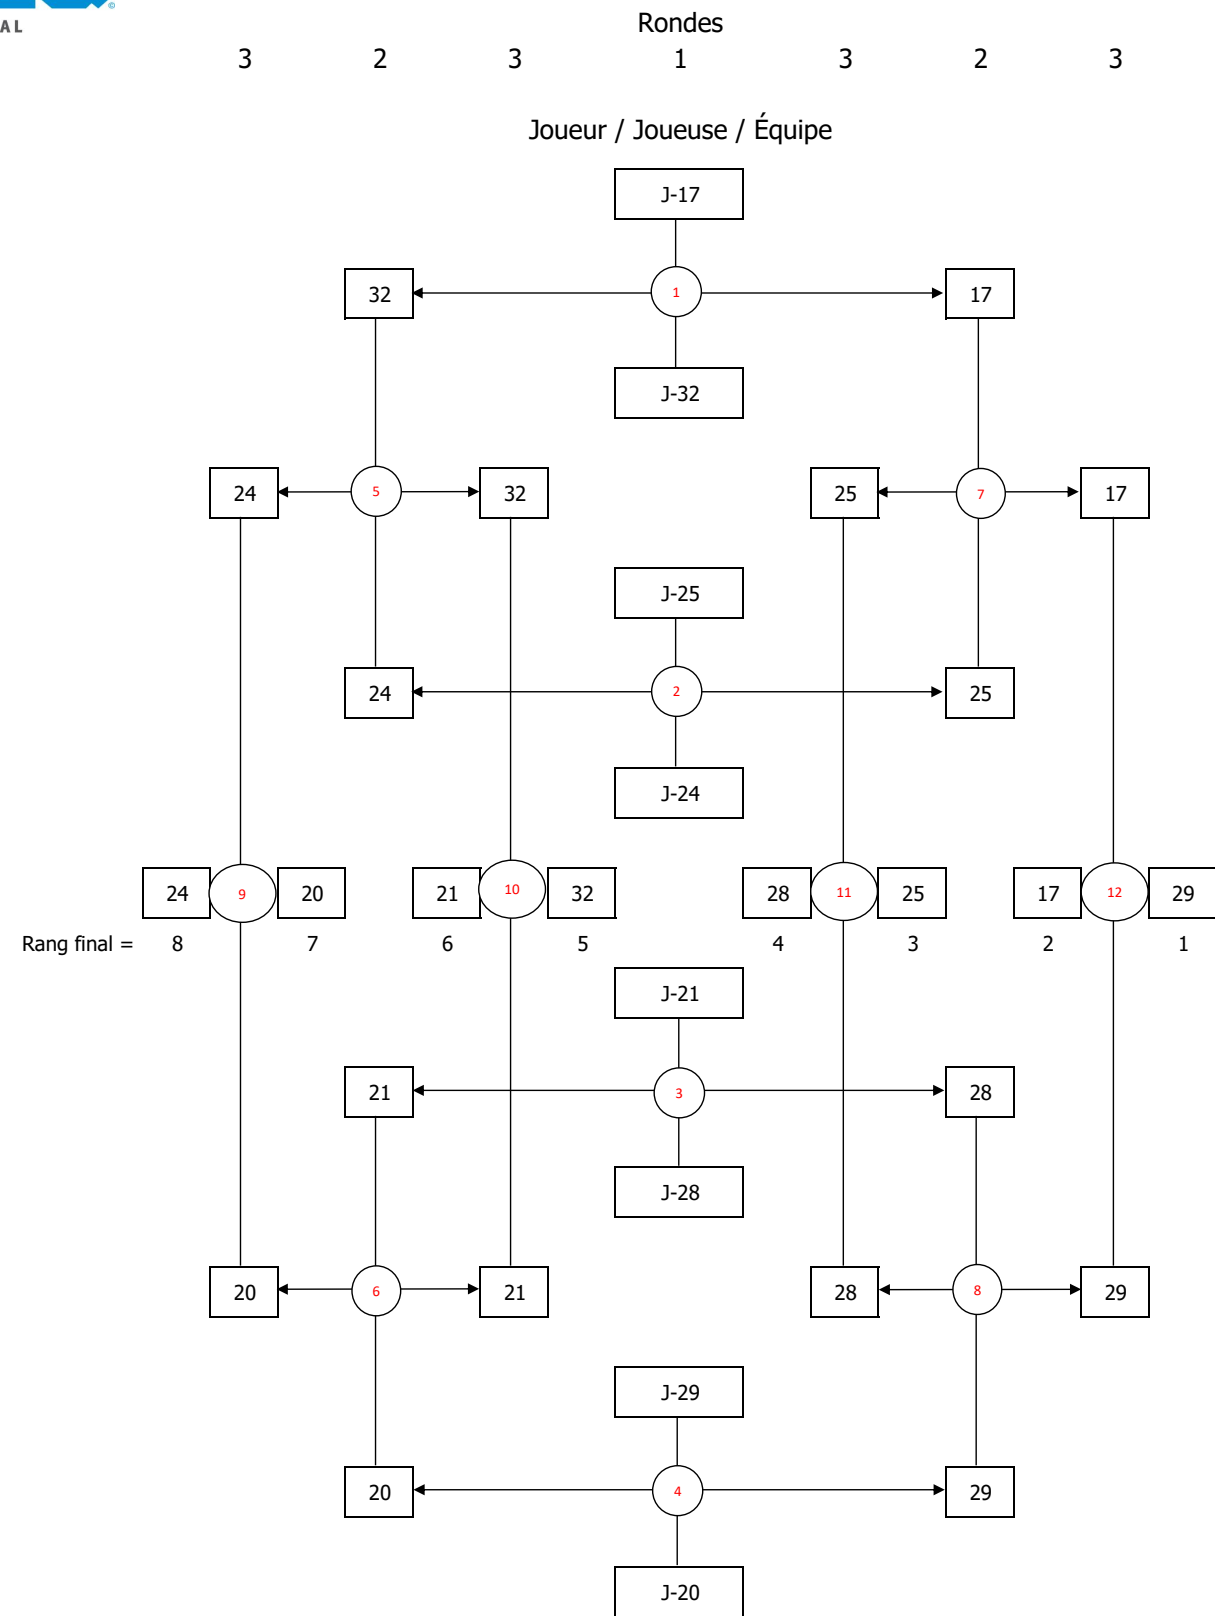 AL
©
Rondes
3 2 3 1 3 2 3
Joueur / Joueuse / Équipe
J-17
32 1 17
J-32
24 5 32 25 7 17
J-25
24 2 25
J-24
24 9 20 21 10 32 28 11 25 17 12 29
Rang final = 8 7 6 5 4 3 2 1
J-21
21 3 28
J-28
20 6 21 28 8 29
J-29
20 4 29
J-20